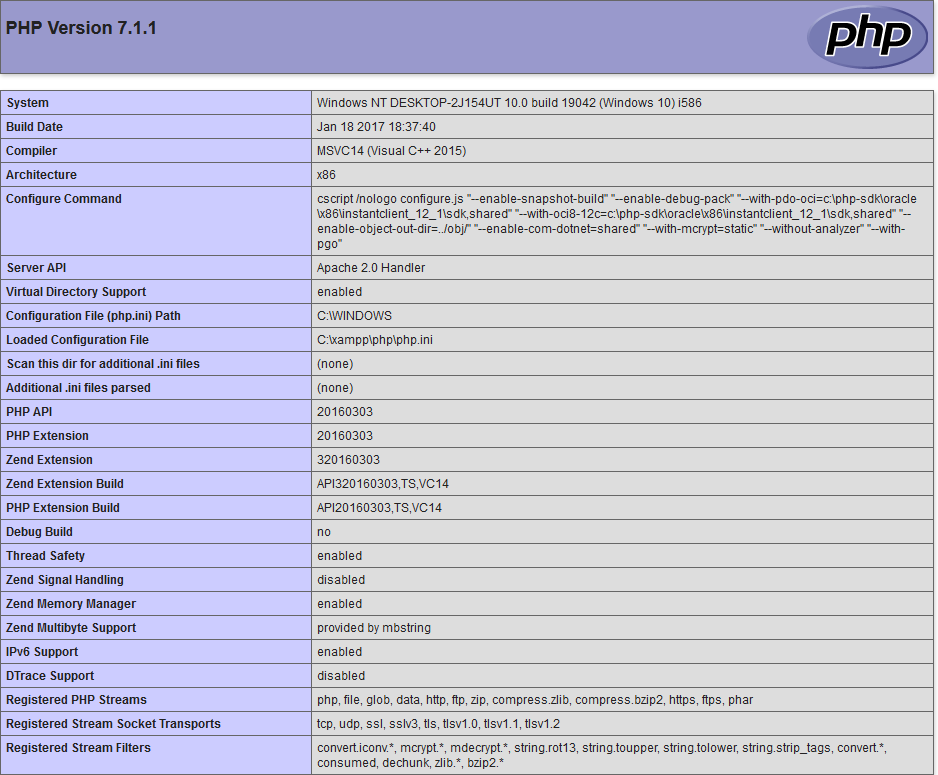 PHP Version 7.1.1
php
System Windows NT DESKTOP-2J154UT 10.0 build 19042 (Windows 10) i586
Build Date Jan 18 2017 18:37:40
Compiler MSVC14 (Visual C++ 2015)
Architecture x86
Configure Command cscript /nologo configure.js "--enable-snapshot-build" "--enable-debug-pack" "--with-pdo-oci=c:\php-sdk\oracle
\x86\instantclient_12_1\sdk,shared" "--with-oci8-12c=c:\php-sdk\oracle\x86\instantclient_12_1\sdk,shared" "--
enable-object-out-dir=../obj/" "--enable-com-dotnet=shared" "--with-mcrypt=static" "--without-analyzer" "--with-
pgo"
Server API Apache 2.0 Handler
Virtual Directory Support enabled
Configuration File (php.ini) Path C:\WINDOWS
Loaded Configuration File C:\xampp\php\php.ini
Scan this dir for additional .ini files (none)
Additional .ini files parsed (none)
PHP API 20160303
PHP Extension 20160303
Zend Extension 320160303
Zend Extension Build API320160303,TS,VC14
PHP Extension Build API20160303,TS,VC14
Debug Build no
Thread Safety enabled
Zend Signal Handling disabled
Zend Memory Manager enabled
Zend Multibyte Support provided by mbstring
IPv6 Support enabled
DTrace Support disabled
Registered PHP Streams php, file, glob, data, http, ftp, zip, compress.zlib, compress.bzip2, https, ftps, phar
Registered Stream Socket Transports tcp, udp, ssl, sslv3, tls, tlsv1.0, tlsv1.1, tlsv1.2
Registered Stream Filters convert.iconv.*, mcrypt.*, mdecrypt.*, string.rot13, string.toupper, string.tolower, string.strip_tags, convert.*,
consumed, dechunk, zlib.*, bzip2.*